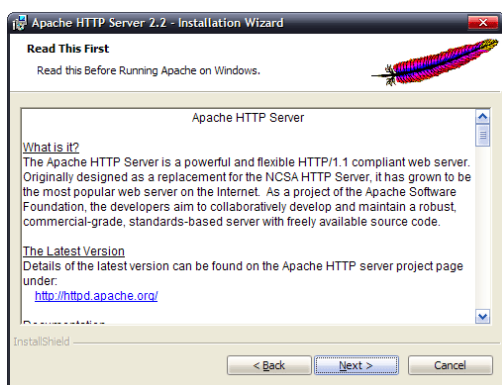 Apache HTTP Server 2.2 - Installation Wizard
Read This First
Read this Before Running Apache on Windows.
Apache HTTP Server
What is it?
The Apache HTTP Server is a powerful and flexible HTTP/1.1 compliant web server.
Originally designed as a replacement for the NCSA HTTP Server, it has grown to be
the most popular web server on the Internet. As a project of the Apache Software
Foundation, the developers aim to collaboratively develop and maintain a robust,
commercial-grade, standards-based server with freely available source code.
The Latest Version
Details of the latest version can be found on the Apache HTTP server project page
under:
http://httpd.apache.org/
Documentation
InstallShield
< Back
Next >
Cancel